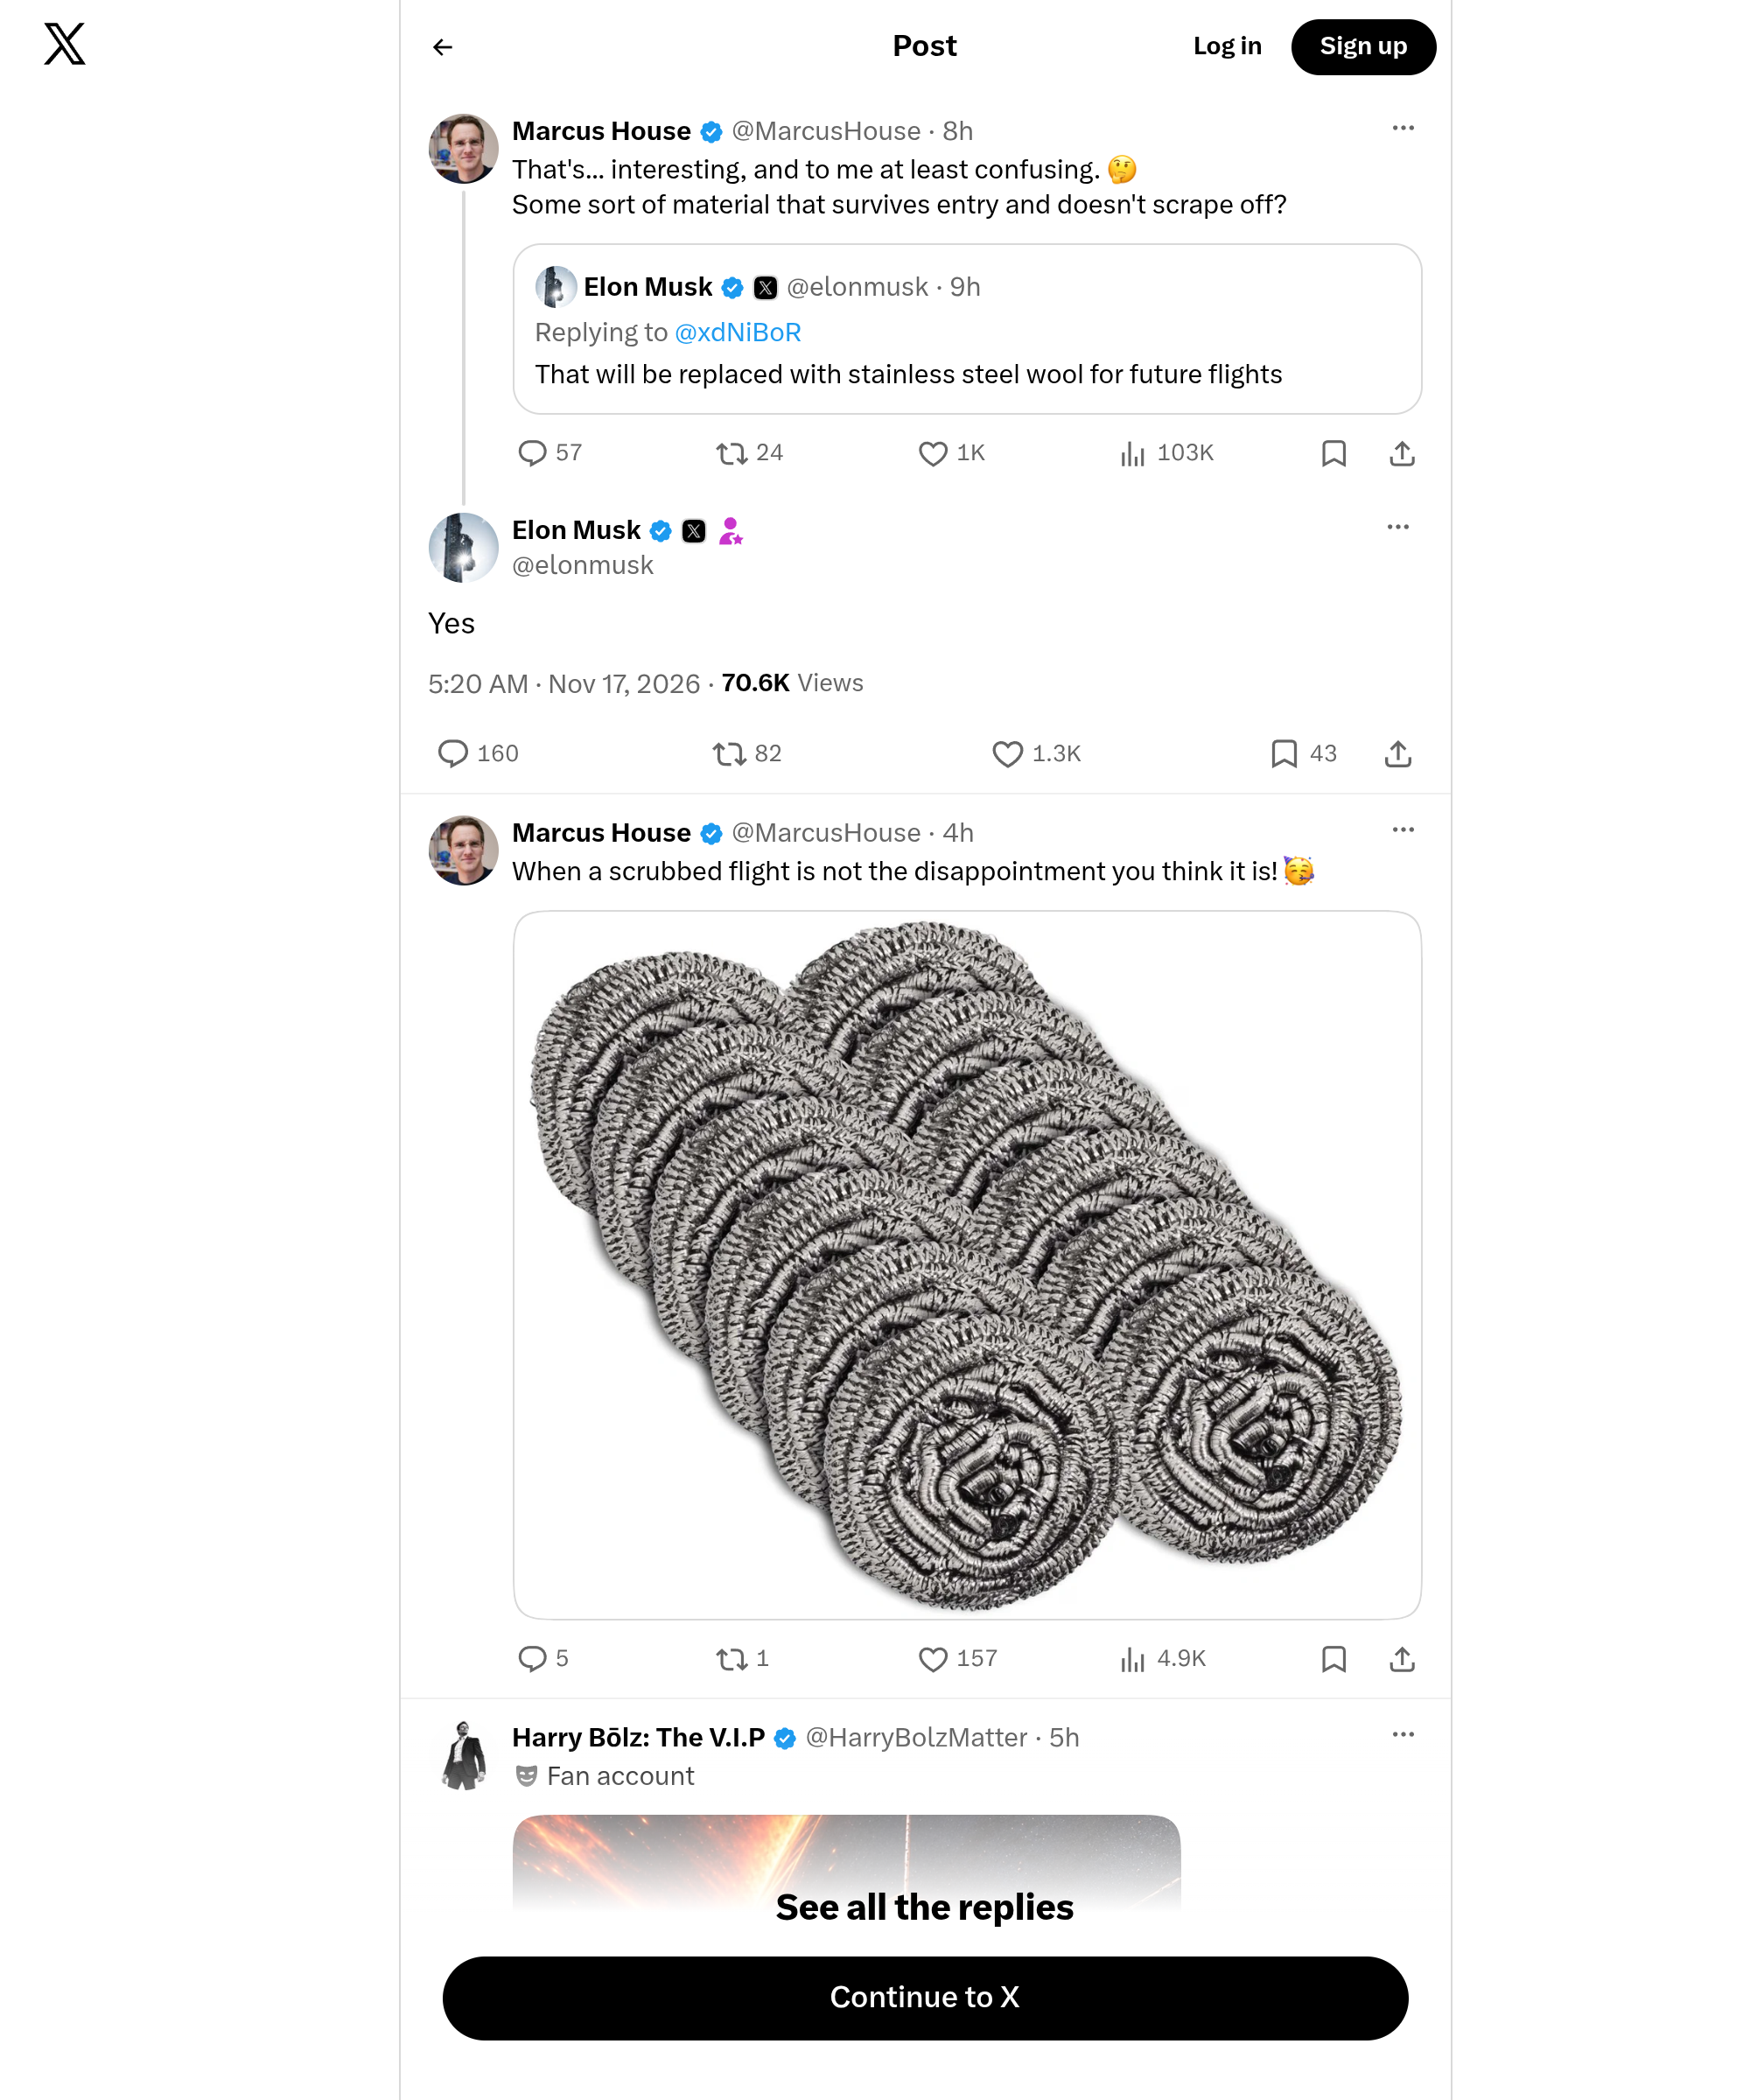 Post
Log in
Sign up
Marcus House @MarcusHouse · 8h
That's... interesting, and to me at least confusing. 🤔
Some sort of material that survives entry and doesn't scrape off?
Elon Musk @elonmusk · 9h
Replying to @xdNiBoR
That will be replaced with stainless steel wool for future flights
57 24 1K 103K
Elon Musk
@elonmusk
Yes
5:20 AM · Nov 17, 2026 · 70.6K Views
160 82 1.3K 43
Marcus House @MarcusHouse · 4h
When a scrubbed flight is not the disappointment you think it is! 🥳
5 1 157 4.9K
Harry Bōlz: The V.I.P @HarryBolzMatter · 5h
Fan account
See all the replies
Continue to X